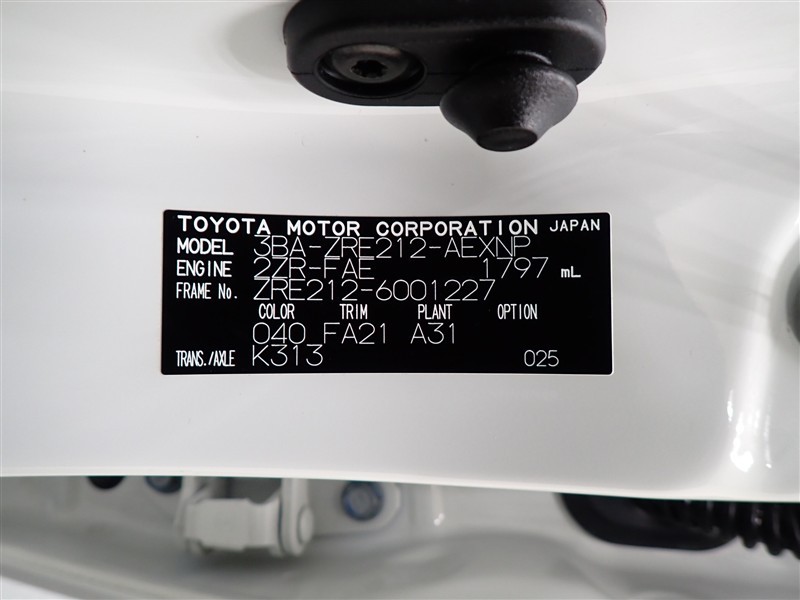 TOYOTA MOTOR CORPORATION JAPAN
MODEL 3BA-ZRE212-AEXNP
ENGINE 2ZR-FAE 1797 mL
FRAME No. ZRE212-6001227
COLOR TRIM PLANT OPTION
040 FA21 A31
TRANS./AXLE K313 025